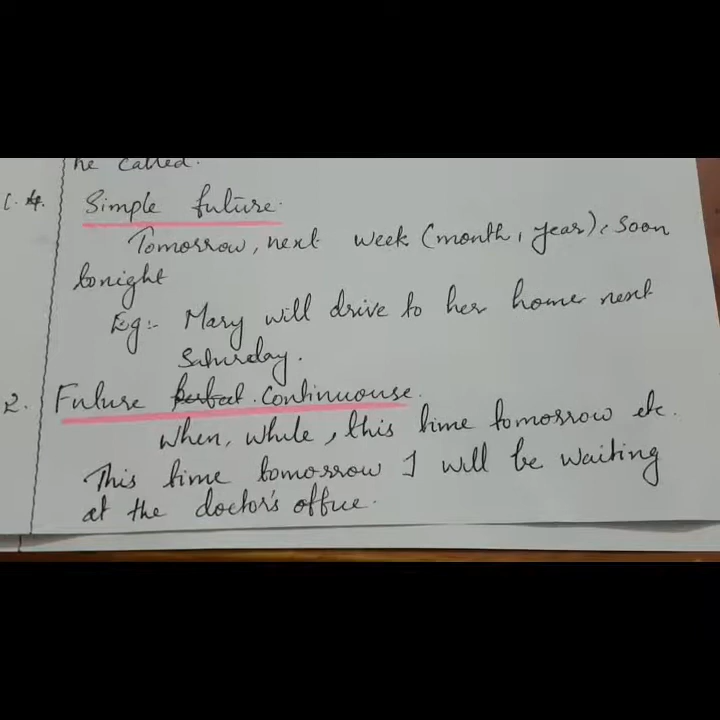 he called.
Simple future.
Tomorrow, next week (month, year), soon
tonight
Eg:- Mary will drive to her home next
Saturday.
2. Future perfect continuouse.
When, while, this time tomorrow etc.
This time tomorrow I will be waiting
at the doctor's office.